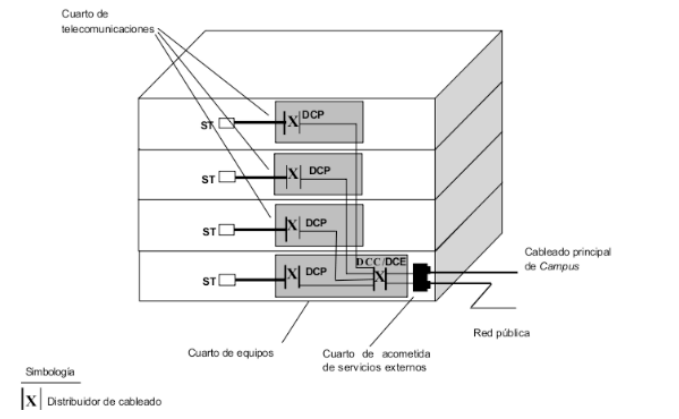 Cuarto de
telecomunicaciones
DCP
ST
DCP
ST
DCP
ST
DCC/DCE
DCP
ST
Cableado principal
de Campus
Red pública
Cuarto de equipos
Cuarto de acometida
de servicios externos
Simbología
X Distribuidor de cableado